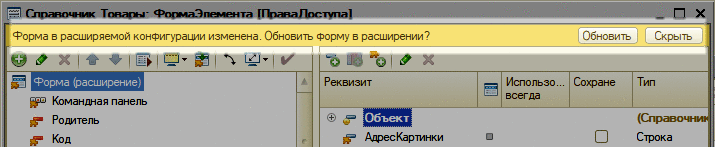 Справочник Товары: ФормаЭлемента [ПраваДоступа]
Форма в расширяемой конфигурации изменена. Обновить форму в расширении? Обновить Скрыть
Форма (расширение)
Командная панель
Родитель
Код
Реквизит Использо... всегда Сохране Тип
Объект (Справочник
АдресКартинки Строка